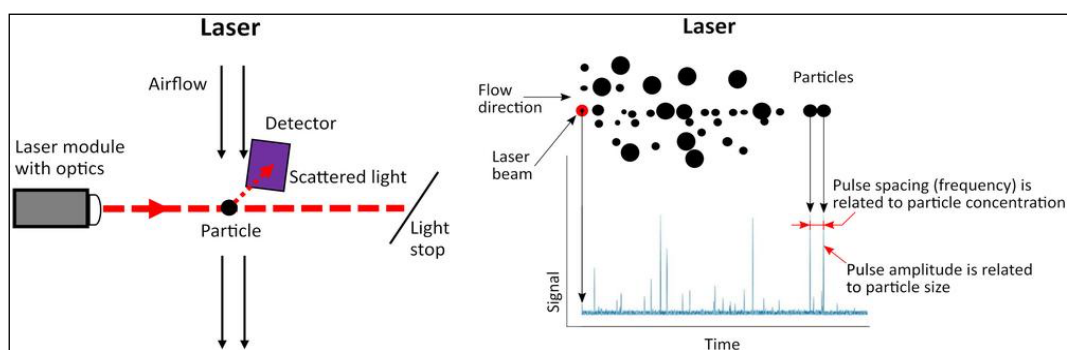 Laser
Airflow
Detector
Laser module
with optics
Scattered light
Particle
Light
stop
Laser
Flow
direction
Particles
Laser
beam
Pulse spacing (frequency) is
related to particle concentration
Pulse amplitude is related
to particle size
Signal
Time